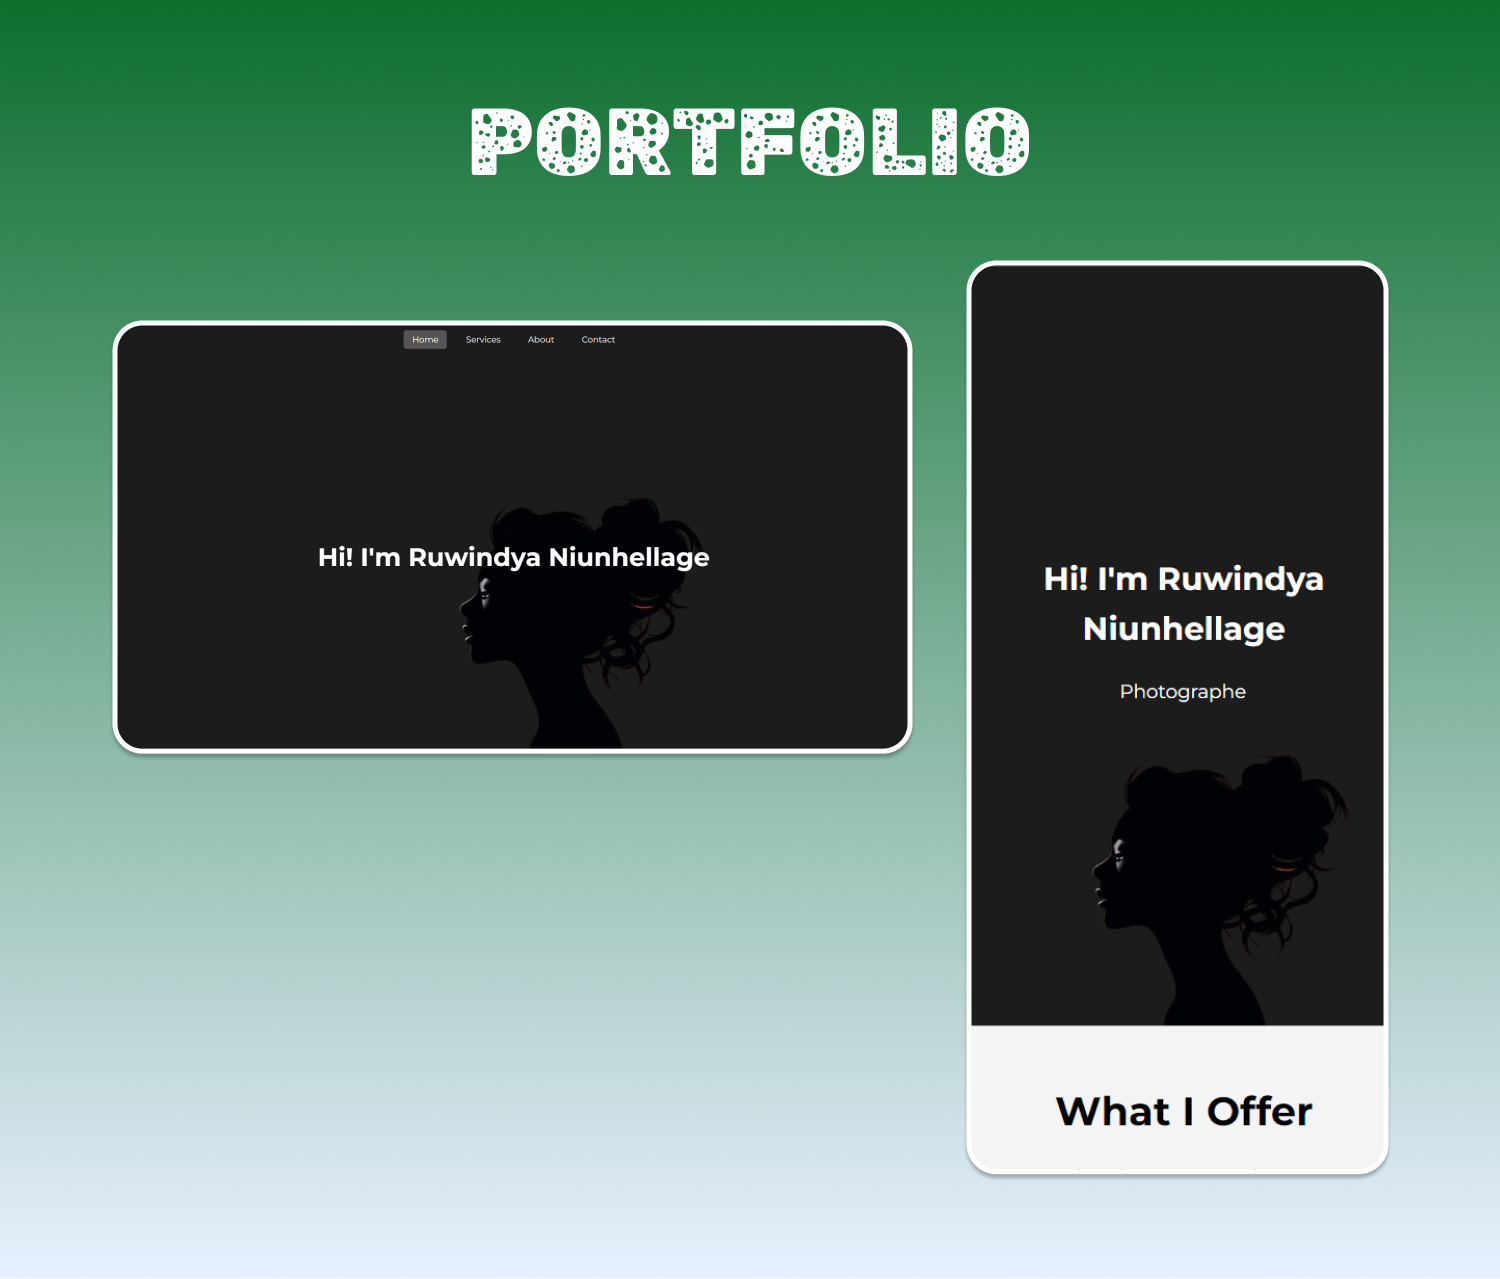 PORTFOLIO
Home Services About Contact
Hi! I'm Ruwindya Niunhellage
Hi! I'm Ruwindya
Niunhellage
Photographe
What I Offer